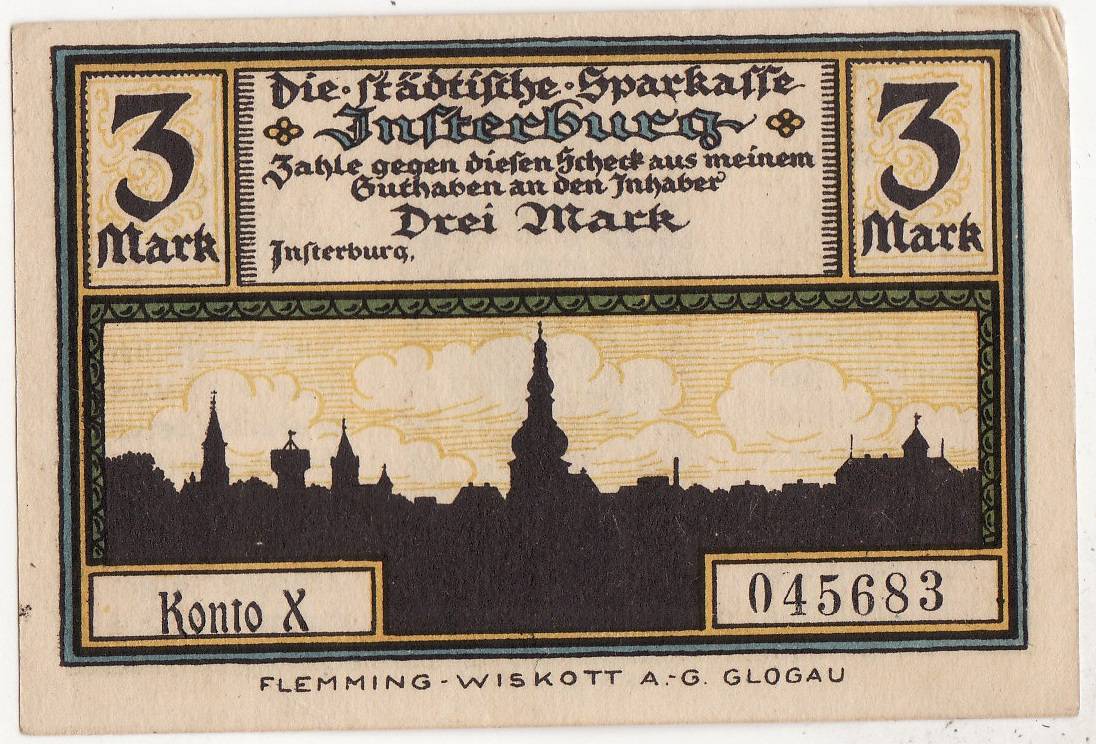 3
Mark
Die · städtische · Sparkasse
Insterburg
Zahle gegen diesen Scheck aus meinem
Guthaben an den Inhaber
Drei Mark
Insterburg,
3
Mark
Konto X
045683
FLEMMING-WISKOTT A.-G. GLOGAU